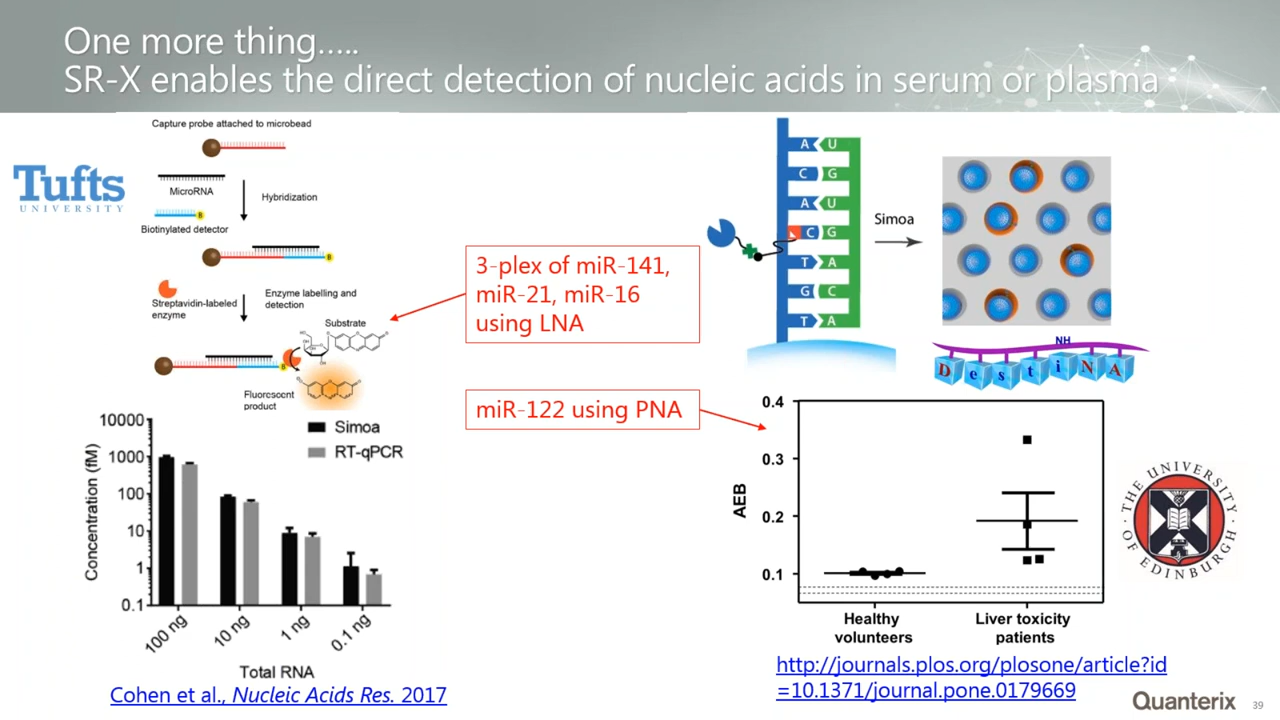 One more thing…..
SR-X enables the direct detection of nucleic acids in serum or plasma
Tufts
UNIVERSITY
Capture probe attached to microbead
MicroRNA
Hybridization
Biotinylated detector
B
B
Streptavidin-labeled
enzyme
Enzyme labelling and
detection
Substrate
B
Fluorescent
product
3-plex of miR-141,
miR-21, miR-16
using LNA
miR-122 using PNA
A U
C G
A U
C G
T A
G C
T A
Simoa
NH
DestiNA
Concentration (fM)
10000
1000
100
10
1
0.1
Simoa
RT-qPCR
100 ng
10 ng
1 ng
0.1 ng
Total RNA
Cohen et al., Nucleic Acids Res. 2017
AEB
0.4
0.3
0.2
0.1
Healthy
volunteers
Liver toxicity
patients
THE UNIVERSITY
OF EDINBURGH
http://journals.plos.org/plosone/article?id
=10.1371/journal.pone.0179669
Quanterix
39